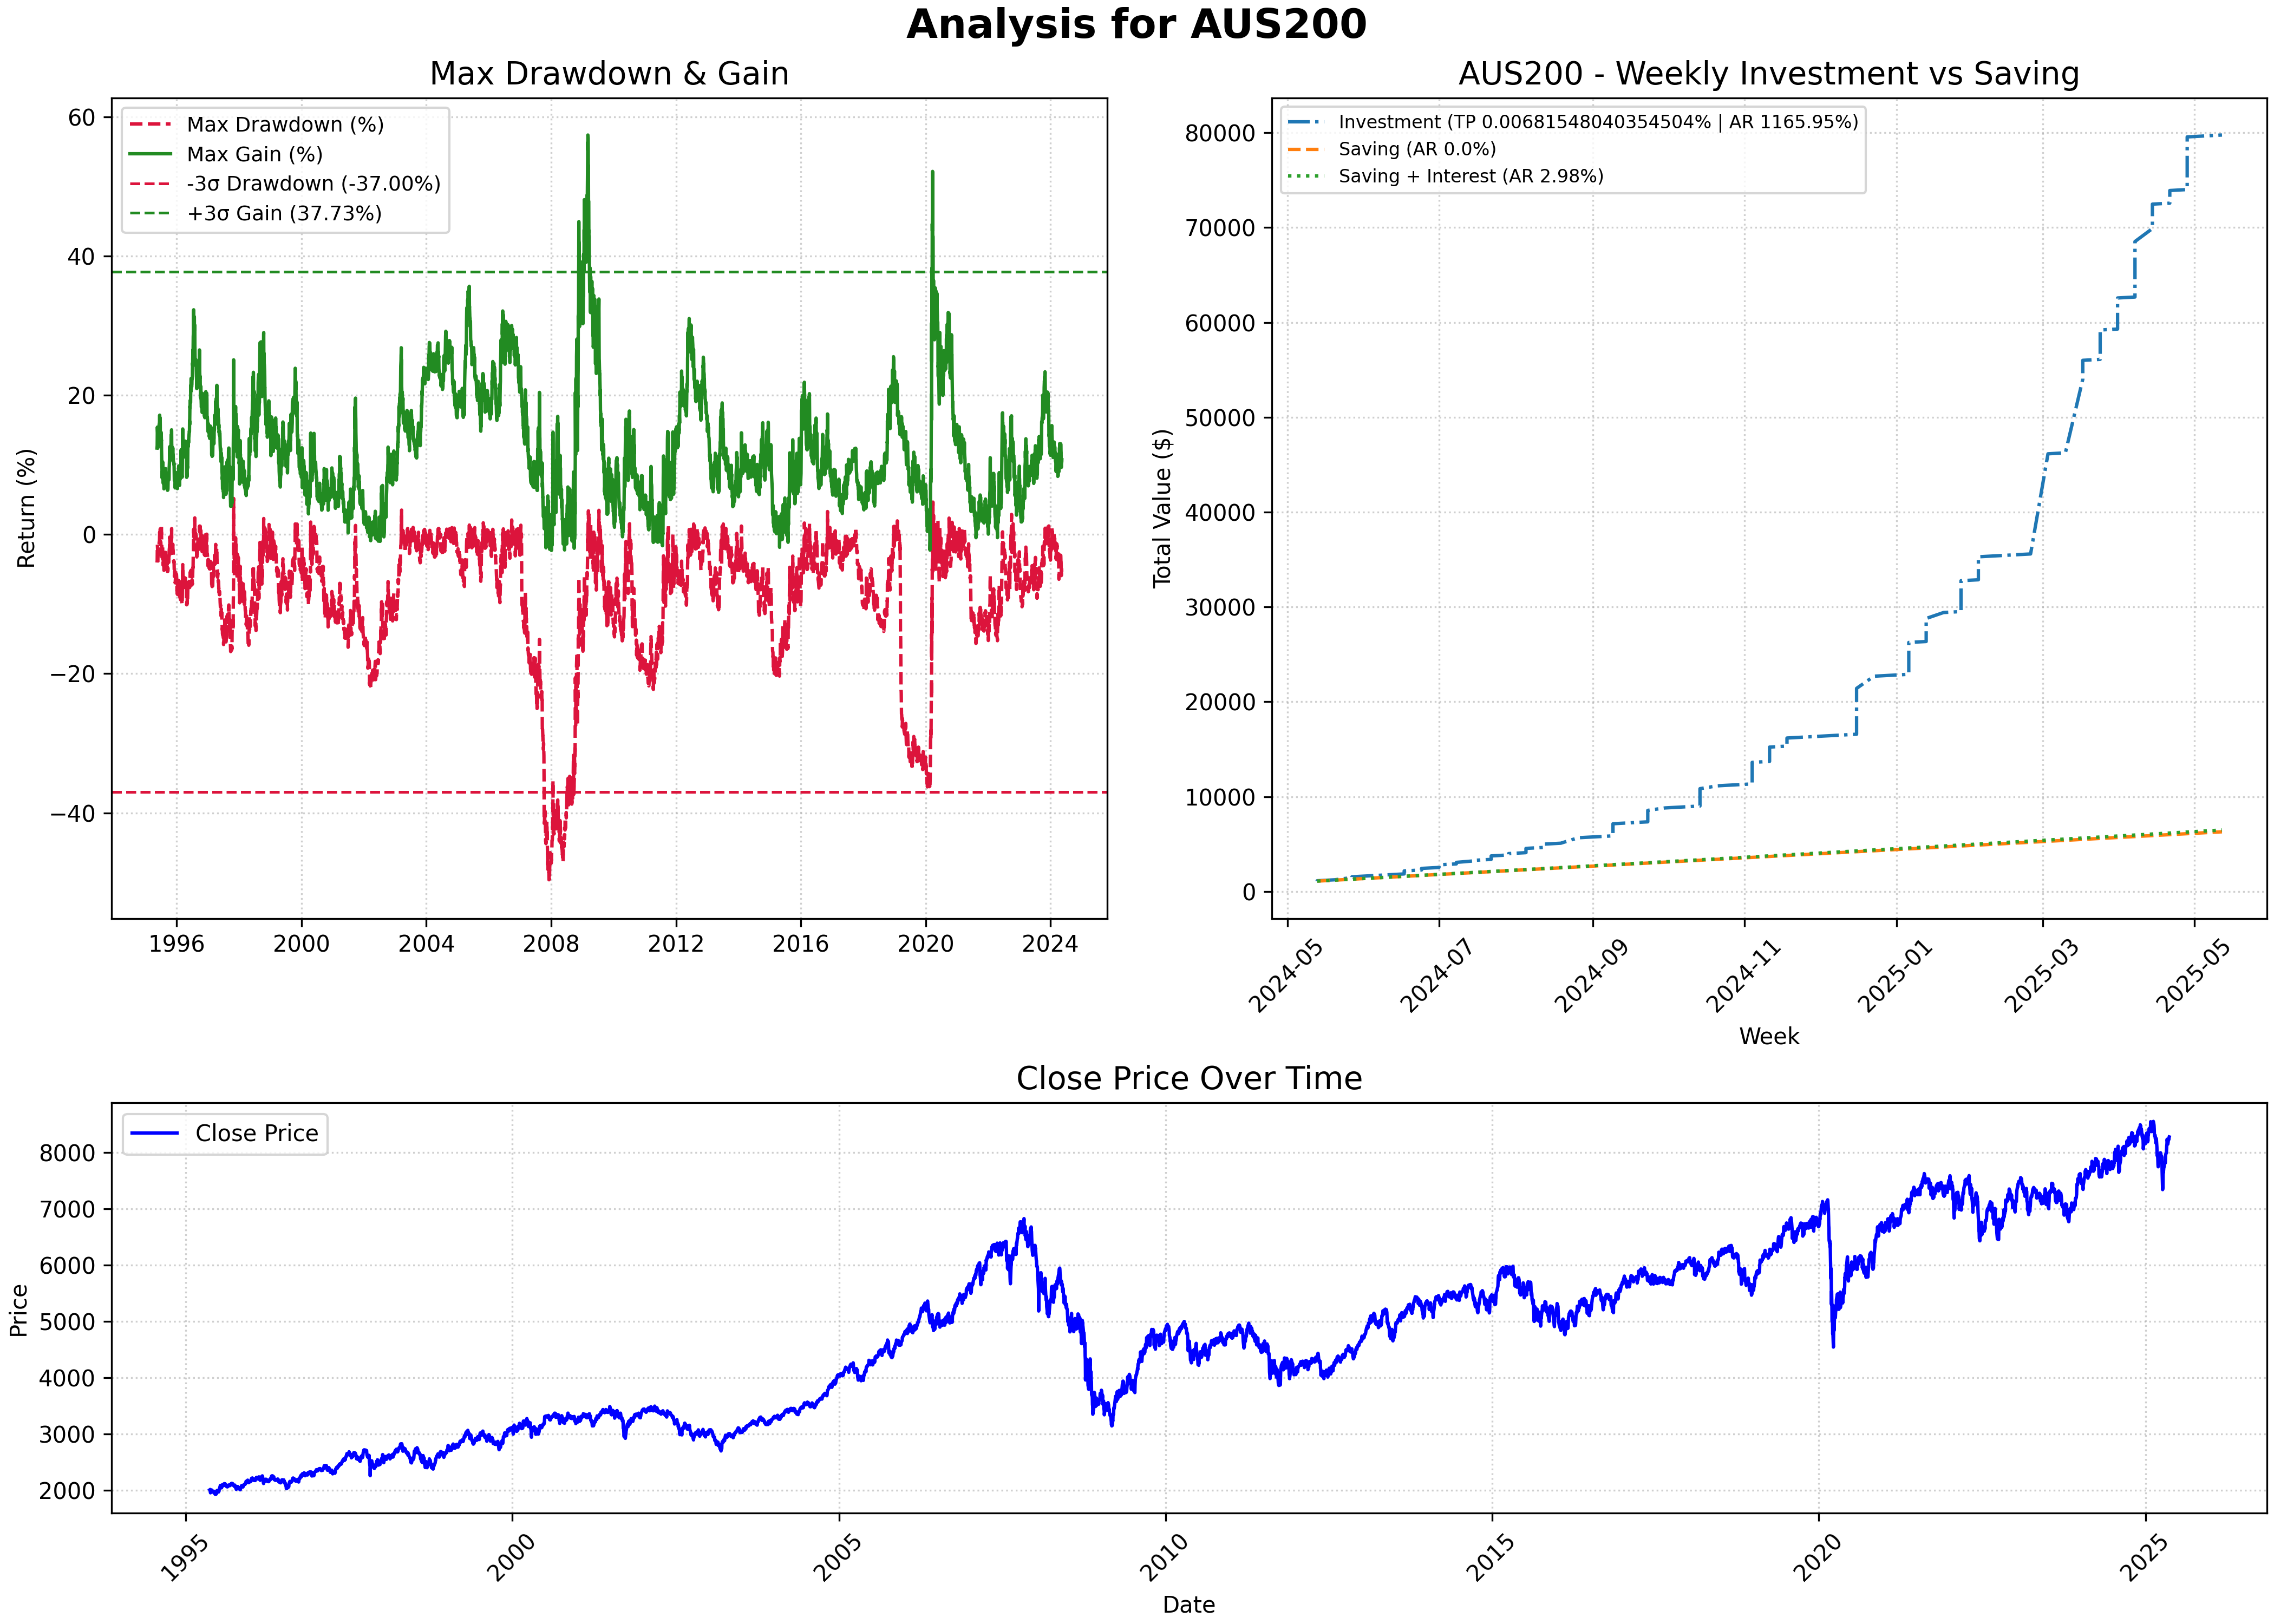 Analysis for AUS200
Max Drawdown & Gain
Max Drawdown (%)
Max Gain (%)
-3σ Drawdown (-37.00%)
+3σ Gain (37.73%)
Return (%)
60
40
20
0
−20
−40
1996 2000 2004 2008 2012 2016 2020 2024
AUS200 - Weekly Investment vs Saving
Investment (TP 0.00681548040354504% | AR 1165.95%)
Saving (AR 0.0%)
Saving + Interest (AR 2.98%)
Total Value ($)
80000
70000
60000
50000
40000
30000
20000
10000
0
2024-05 2024-07 2024-09 2024-11 2025-01 2025-03 2025-05
Week
Close Price Over Time
Close Price
Price
8000
7000
6000
5000
4000
3000
2000
1995 2000 2005 2010 2015 2020 2025
Date